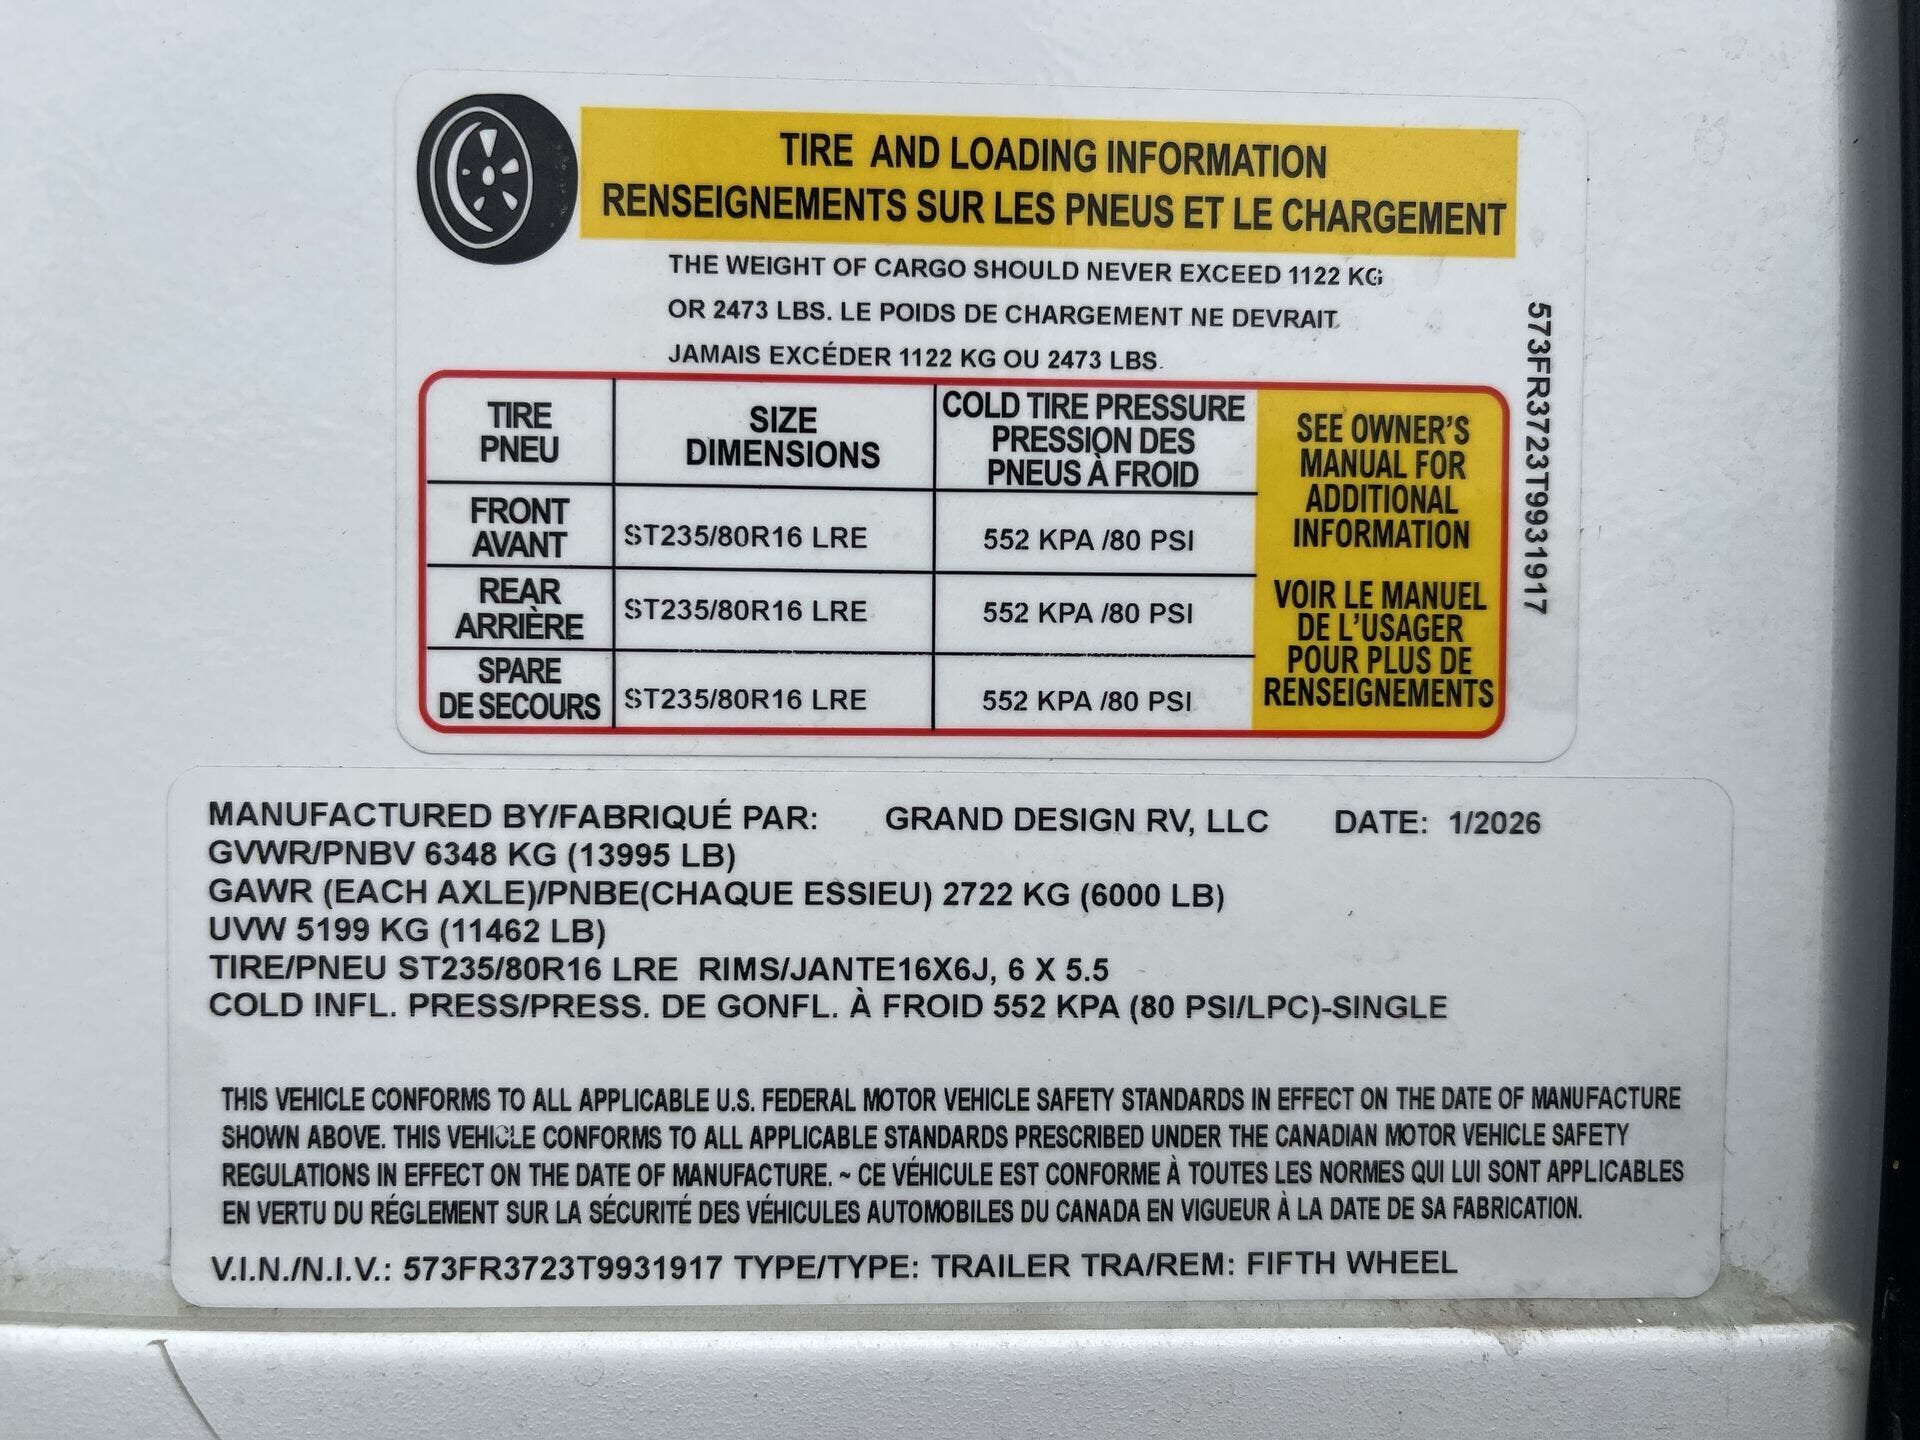 TIRE AND LOADING INFORMATION
RENSEIGNEMENTS SUR LES PNEUS ET LE CHARGEMENT
THE WEIGHT OF CARGO SHOULD NEVER EXCEED 1122 KG
OR 2473 LBS. LE POIDS DE CHARGEMENT NE DEVRAIT
JAMAIS EXCÉDER 1122 KG OU 2473 LBS.
TIRE
PNEU
SIZE
DIMENSIONS
COLD TIRE PRESSURE
PRESSION DES
PNEUS À FROID
FRONT
AVANT
ST235/80R16 LRE
552 KPA /80 PSI
REAR
ARRIÈRE
ST235/80R16 LRE
552 KPA /80 PSI
SPARE
DE SECOURS
ST235/80R16 LRE
552 KPA /80 PSI
SEE OWNER'S
MANUAL FOR
ADDITIONAL
INFORMATION
VOIR LE MANUEL
DE L'USAGER
POUR PLUS DE
RENSEIGNEMENTS
573FR3723T9931917
MANUFACTURED BY/FABRIQUÉ PAR: GRAND DESIGN RV, LLC DATE: 1/2026
GVWR/PNBV 6348 KG (13995 LB)
GAWR (EACH AXLE)/PNBE(CHAQUE ESSIEU) 2722 KG (6000 LB)
UVW 5199 KG (11462 LB)
TIRE/PNEU ST235/80R16 LRE RIMS/JANTE16X6J, 6 X 5.5
COLD INFL. PRESS/PRESS. DE GONFL. À FROID 552 KPA (80 PSI/LPC)-SINGLE
THIS VEHICLE CONFORMS TO ALL APPLICABLE U.S. FEDERAL MOTOR VEHICLE SAFETY STANDARDS IN EFFECT ON THE DATE OF MANUFACTURE
SHOWN ABOVE. THIS VEHICLE CONFORMS TO ALL APPLICABLE STANDARDS PRESCRIBED UNDER THE CANADIAN MOTOR VEHICLE SAFETY
REGULATIONS IN EFFECT ON THE DATE OF MANUFACTURE. ~ CE VÉHICULE EST CONFORME À TOUTES LES NORMES QUI LUI SONT APPLICABLES
EN VERTU DU RÉGLEMENT SUR LA SÉCURITÉ DES VÉHICULES AUTOMOBILES DU CANADA EN VIGUEUR À LA DATE DE SA FABRICATION.
V.I.N./N.I.V.: 573FR3723T9931917 TYPE/TYPE: TRAILER TRA/REM: FIFTH WHEEL